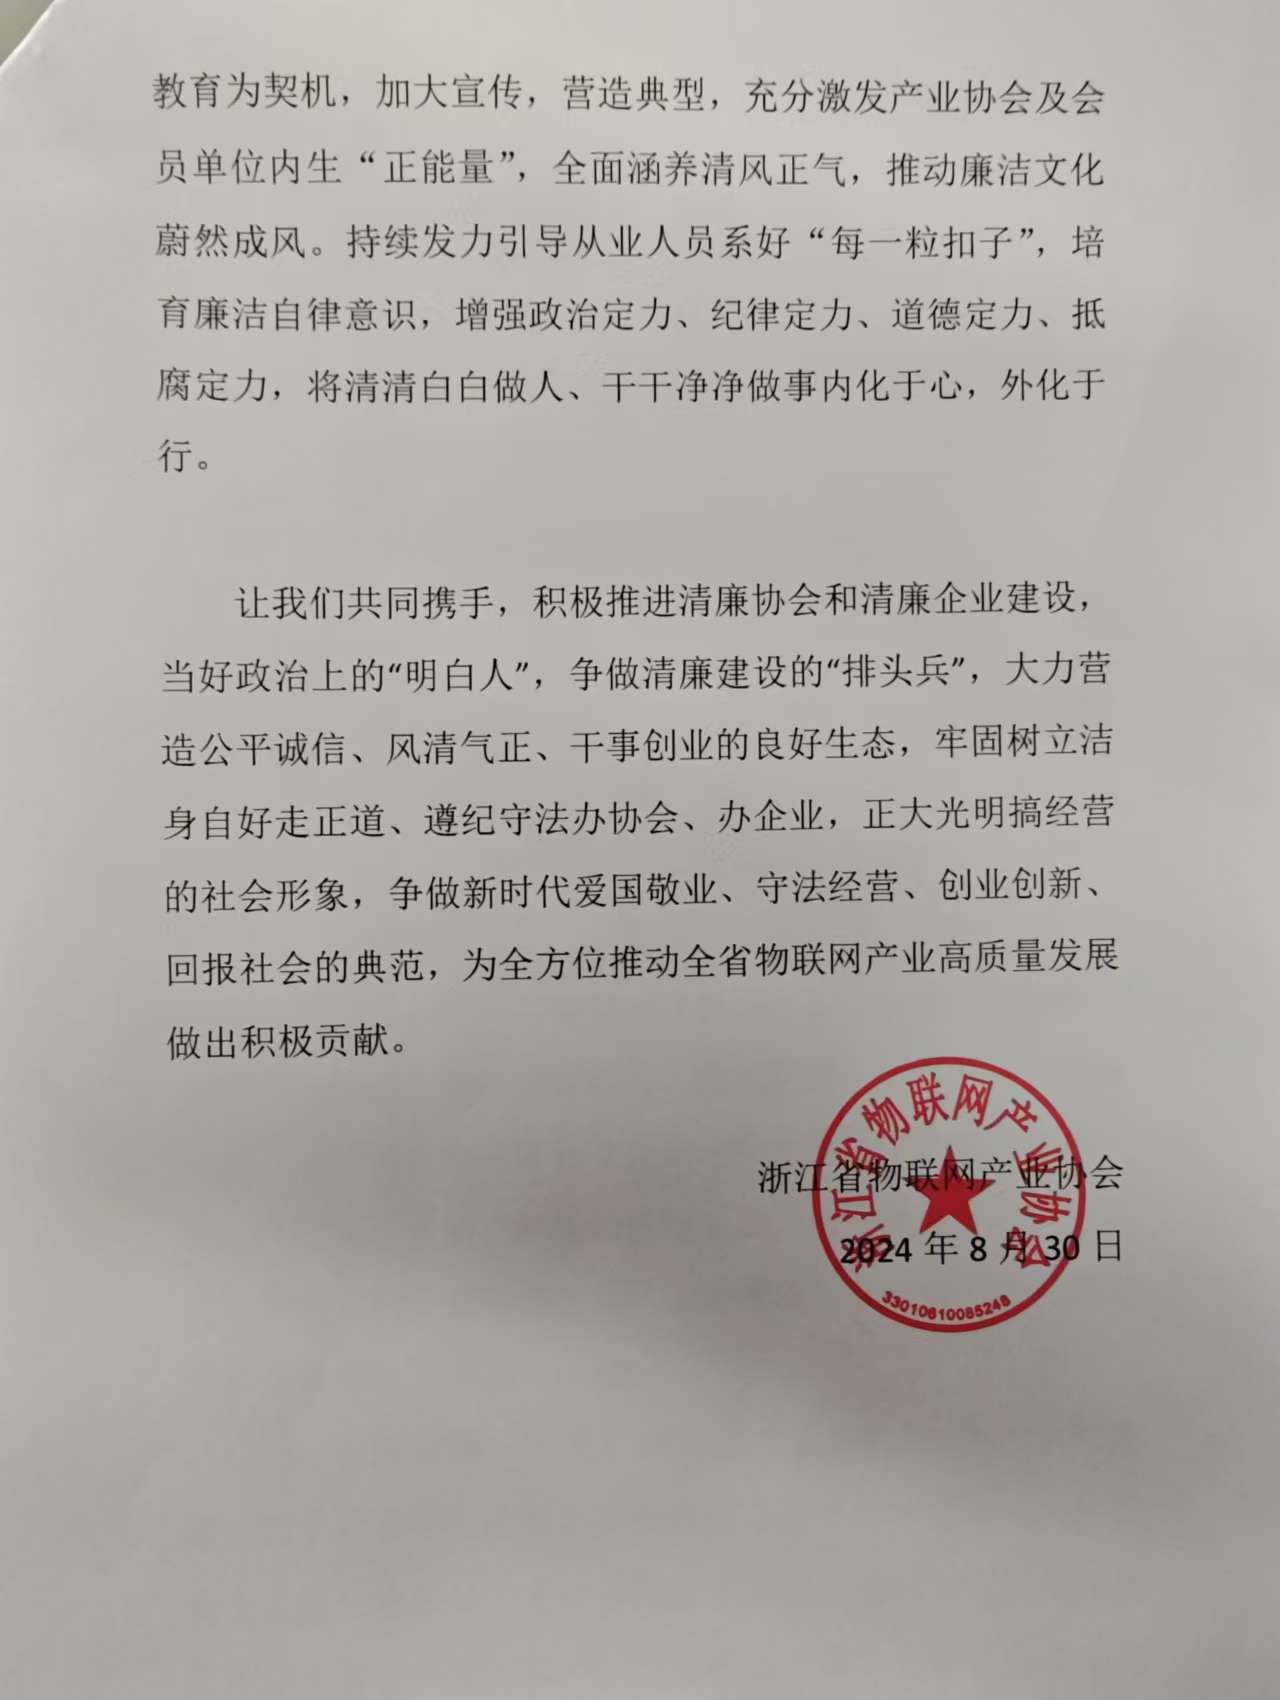 教育为契机，加大宣传，营造典型，充分激发产业协会及会
员单位内生“正能量”，全面涵养清风正气，推动廉洁文化
蔚然成风。持续发力引导从业人员系好“每一粒扣子”，培
育廉洁自律意识，增强政治定力、纪律定力、道德定力、抵
腐定力，将清清白白做人、干干净净做事内化于心，外化于
行。
让我们共同携手，积极推进清廉协会和清廉企业建设，
当好政治上的“明白人”，争做清廉建设的“排头兵”，大力营
造公平诚信、风清气正、干事创业的良好生态，牢固树立洁
身自好走正道、遵纪守法办协会、办企业，正大光明搞经营
的社会形象，争做新时代爱国敬业、守法经营、创业创新、
回报社会的典范，为全方位推动全省物联网产业高质量发展
做出积极贡献。
浙江省物联网产业协会
2024 年 8 月 30 日
浙江省物联网产业协会
33010610085248